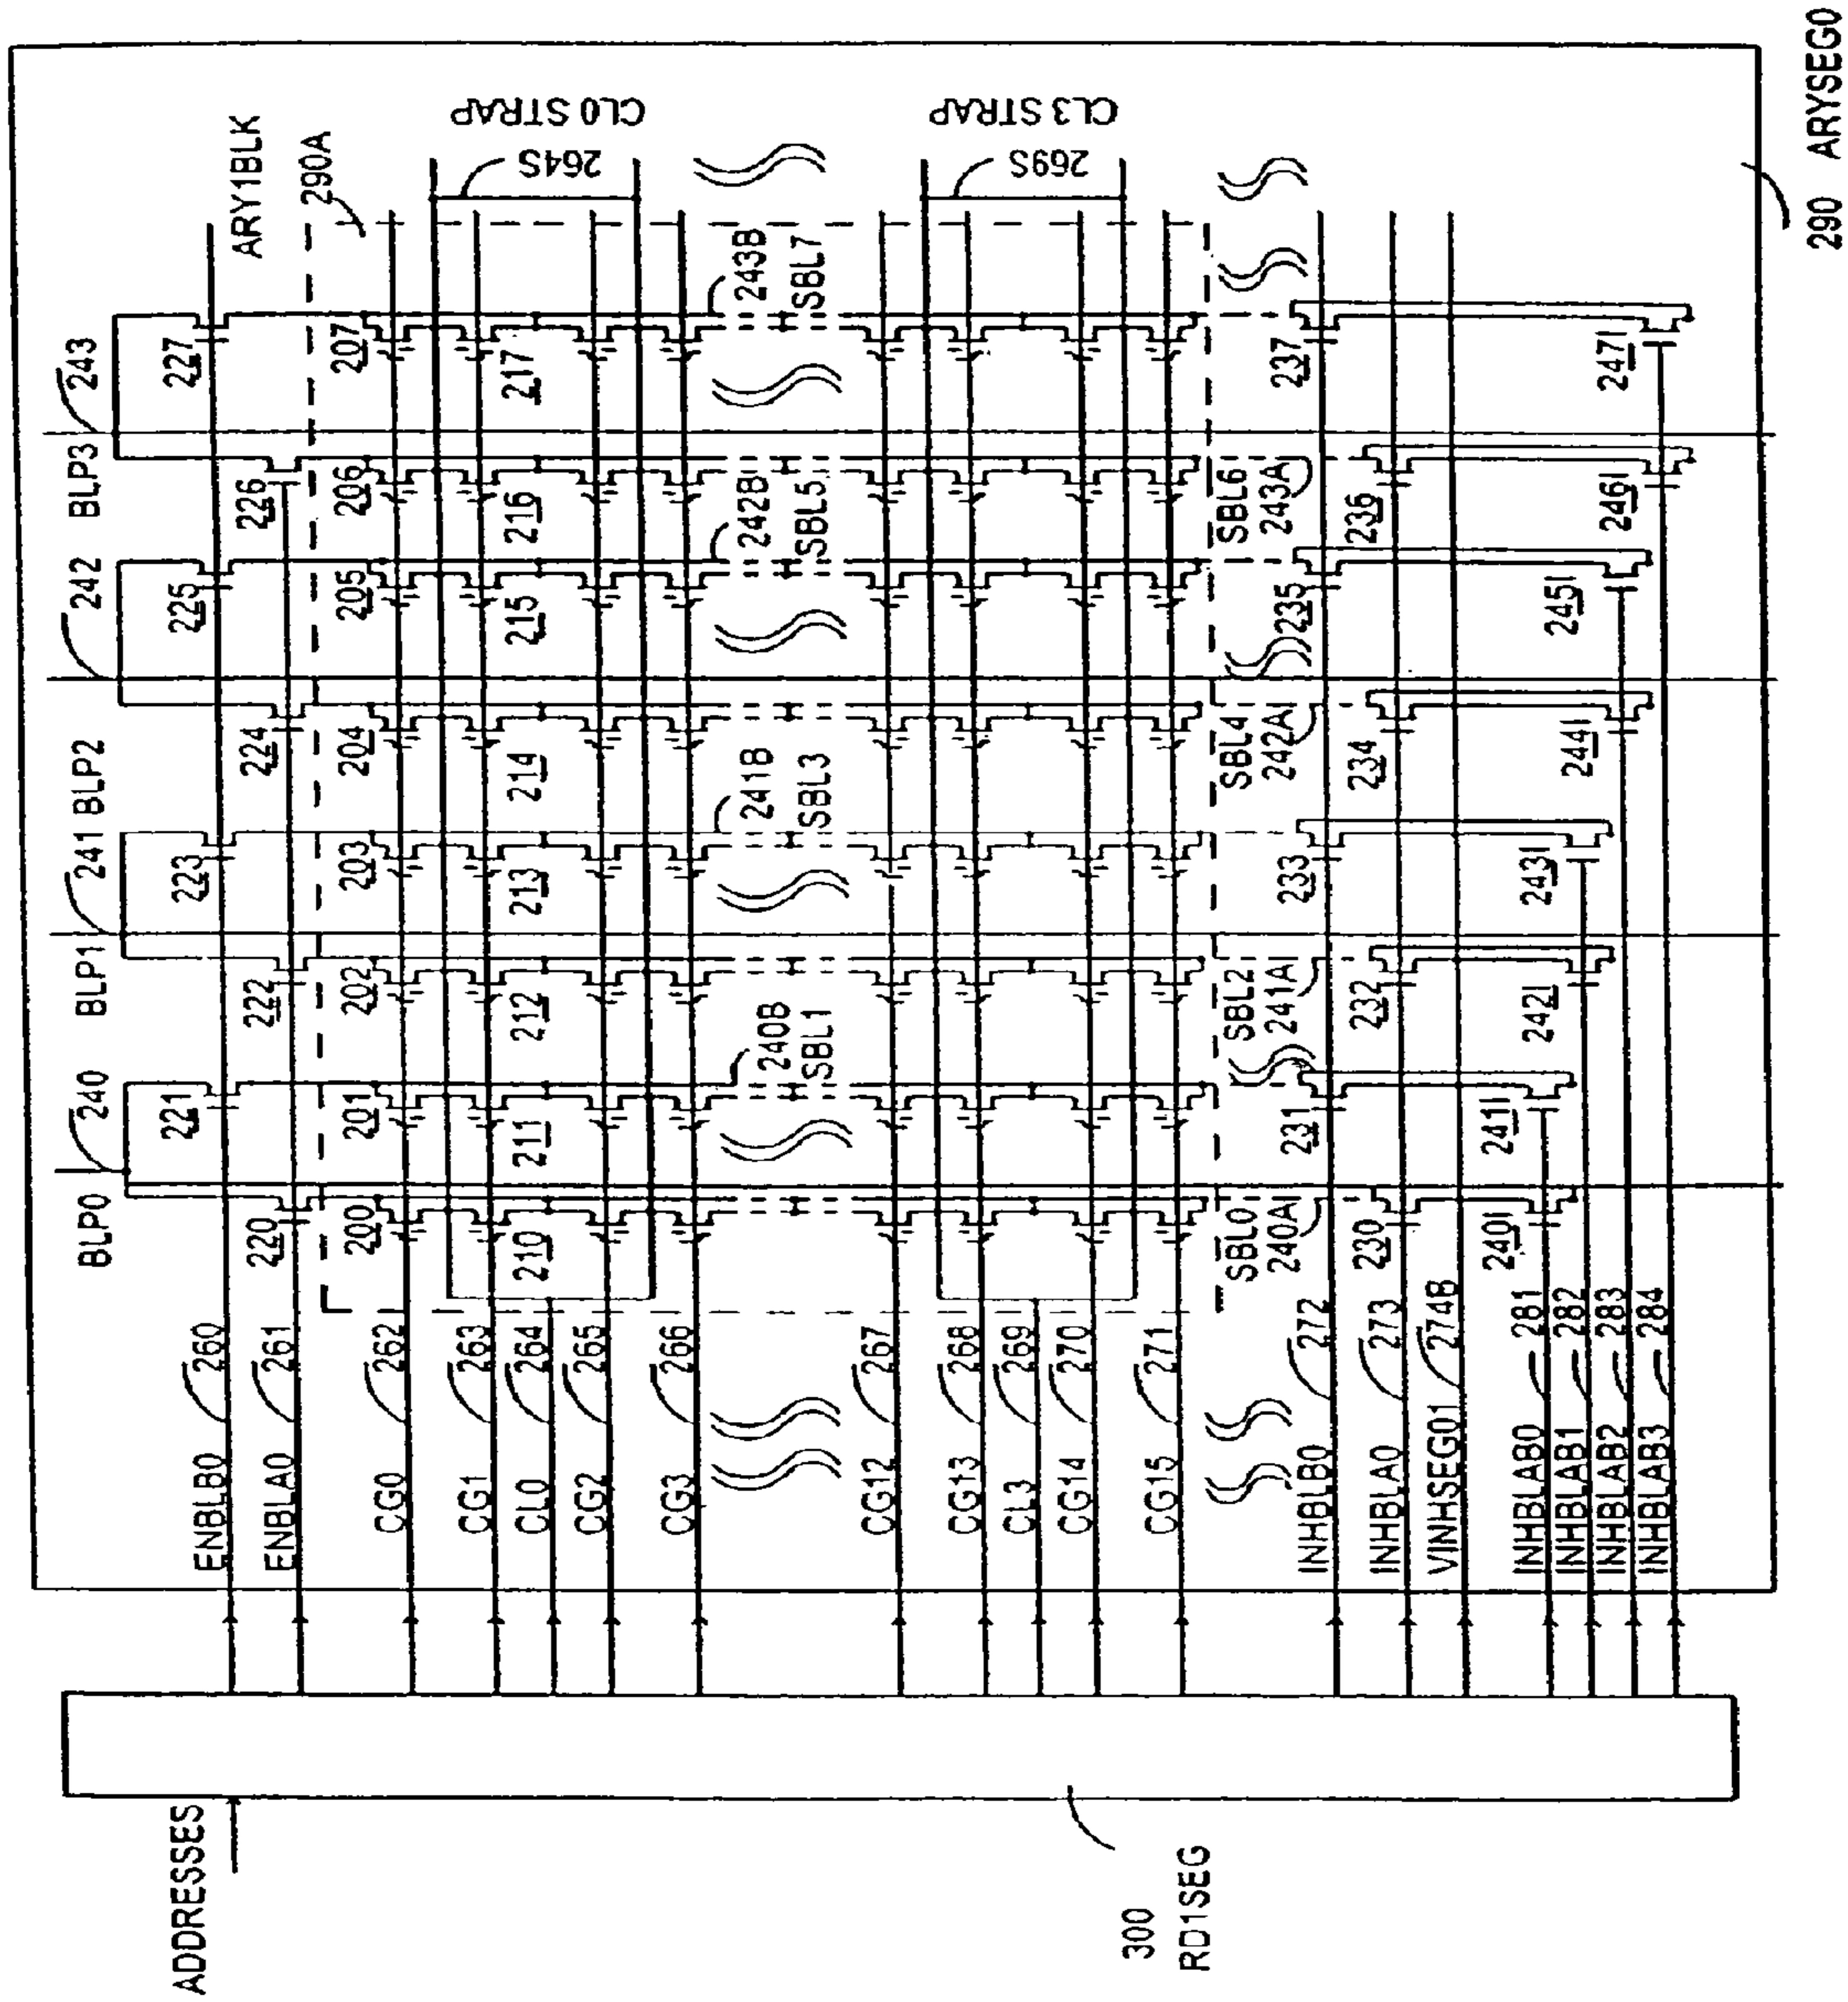 BLP0
240
BLP1
241 BLP2
242
BLP3
243
ADDRESSES
ENBLB0
260
221
223
225
227
ARY1BLK
ENBLA0
261
220
222
224
226
290A
CG0
262
200
201
202
203
204
205
206
207
CG1
263
CL0
264
210
211
212
213
214
215
216
217
264S
CL0 STRAP
CG2
265
CG3
266
240B
SBL1
241B
SBL3
242B
SBL5
243B
SBL7
CG12
267
CG13
268
CL3
269
269S
CL3 STRAP
CG14
270
CG15
271
SBL0
240A
SBL2
241A
SBL4
242A
SBL6
243A
INHBLB0
272
231
233
235
237
INHBLA0
273
230
232
234
236
VINHSEG01
274B
INHBLAB0
281
240I
241I
INHBLAB1
282
242I
243I
INHBLAB2
283
244I
245I
INHBLAB3
284
246I
247I
300
RD1SEG
290 ARYSEG0